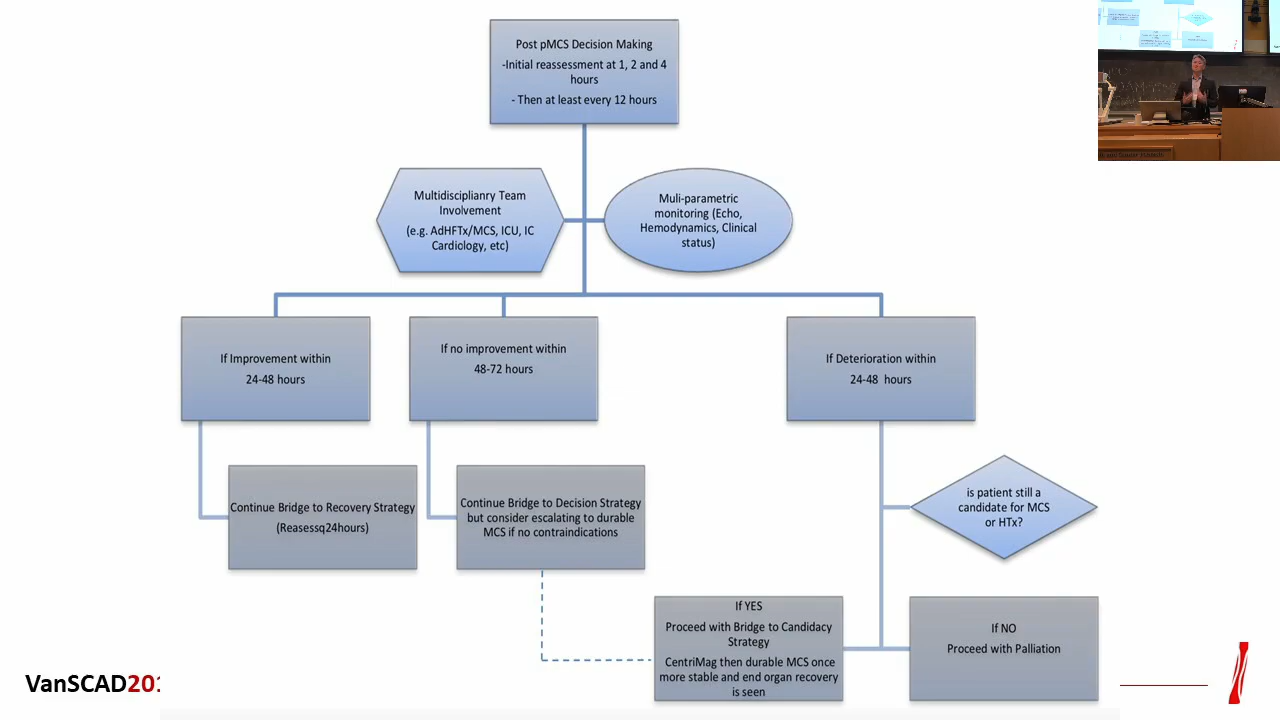 Post pMCS Decision Making
-Initial reassessment at 1, 2 and 4
hours
- Then at least every 12 hours
Multidisciplianry Team
Involvement
(e.g. AdHFTx/MCS, ICU, IC
Cardiology, etc)
Muli-parametric
monitoring (Echo,
Hemodynamics, Clinical
status)
If Improvement within
24-48 hours
If no improvement within
48-72 hours
If Deterioration within
24-48 hours
Continue Bridge to Recovery Strategy
(Reasessq24hours)
Continue Bridge to Decision Strategy
but consider escalating to durable
MCS if no contraindications
is patient still a
candidate for MCS
or HTx?
If YES
Proceed with Bridge to Candidacy
Strategy
CentriMag then durable MCS once
more stable and end organ recovery
is seen
If NO
Proceed with Palliation
VanSCAD201